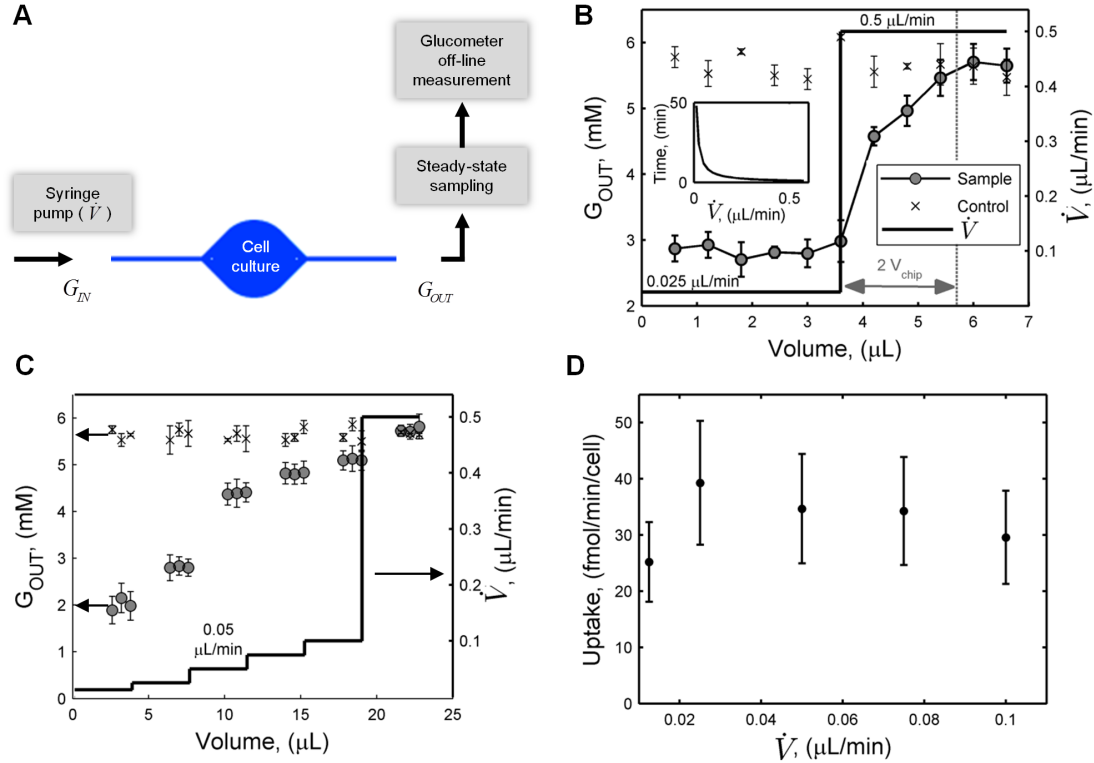 A
Glucometer
off-line
measurement
Steady-state
sampling
Syringe
pump ( V̇ )
Cell
culture
G_IN
G_OUT
B
0.5 μL/min
6
5
4
3
2
G_OUT, (mM)
0.5
0.4
0.3
0.2
0.1
V̇, (μL/min)
50
0
Time, (min)
0
0.5
V̇, (μL/min)
Sample
Control
V̇
0.025 μL/min
2 V_chip
0
1
2
3
4
5
6
7
Volume, (μL)
C
6
5
4
3
2
1
0
G_OUT, (mM)
0.5
0.4
0.3
0.2
0.1
V̇, (μL/min)
0.05
μL/min
0
5
10
15
20
25
Volume, (μL)
D
50
40
30
20
10
0
Uptake, (fmol/min/cell)
0.02
0.04
0.06
0.08
0.1
V̇, (μL/min)